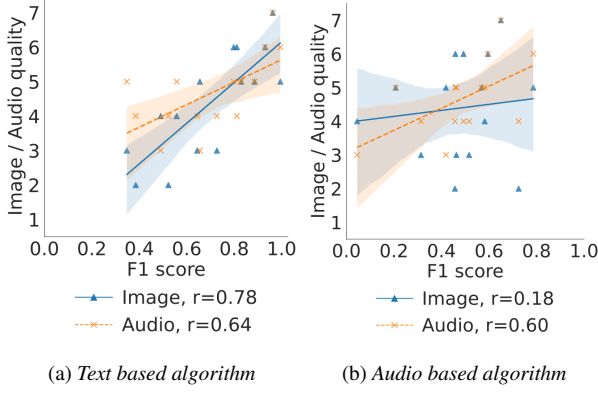 Image / Audio quality
7
6
5
4
3
2
1
0.0
0.2
0.4
0.6
0.8
1.0
F1 score
Image, r=0.78
Audio, r=0.64
(a) Text based algorithm
Image / Audio quality
7
6
5
4
3
2
1
0.0
0.2
0.4
0.6
0.8
1.0
F1 score
Image, r=0.18
Audio, r=0.60
(b) Audio based algorithm